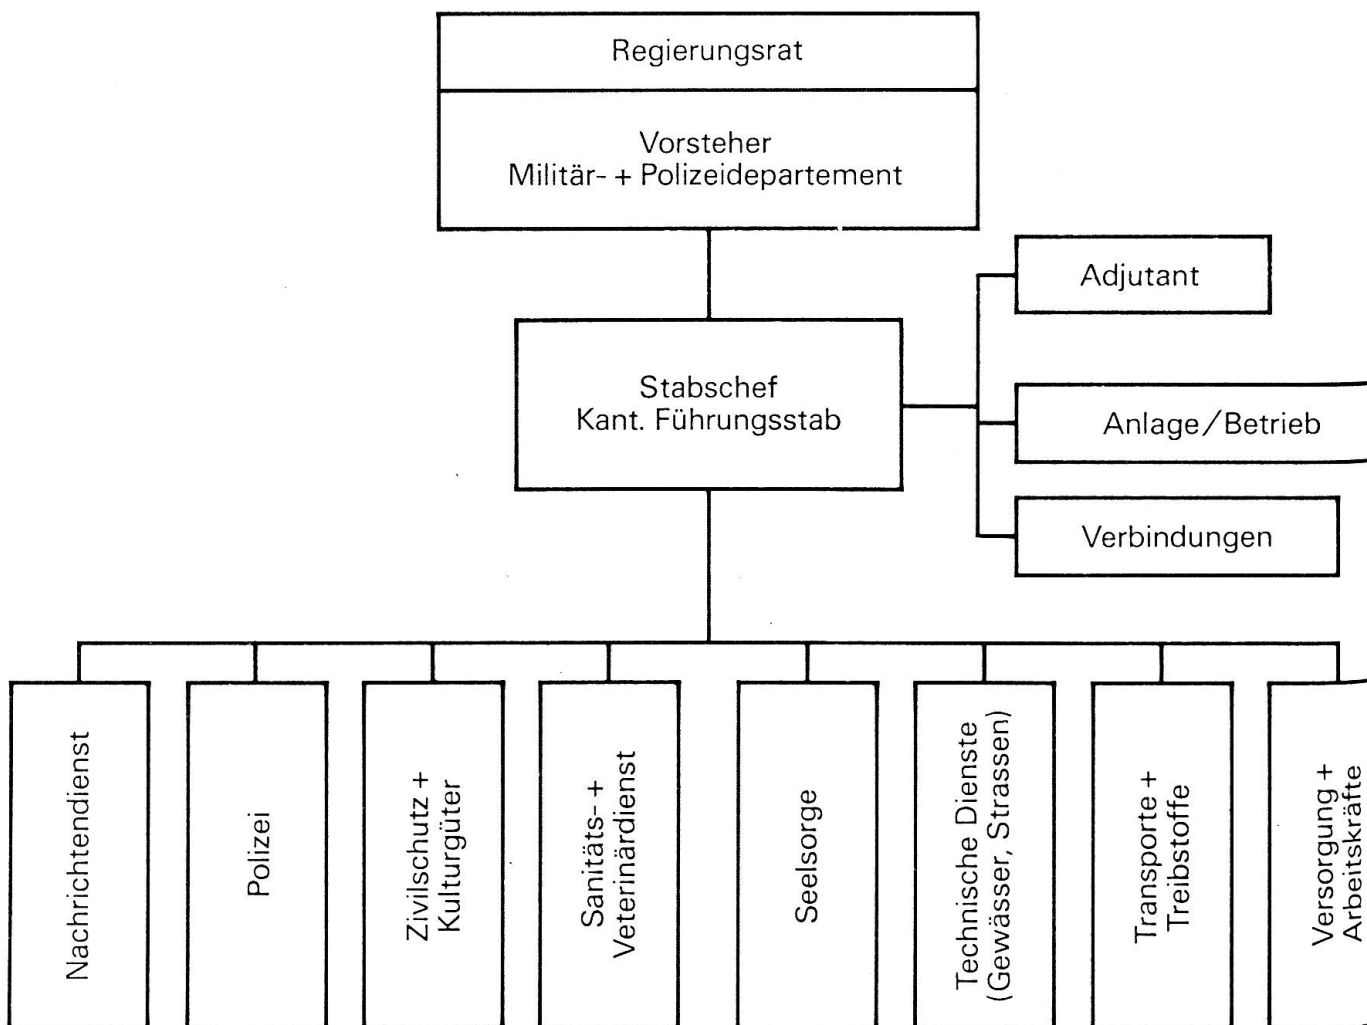 Regierungsrat
Vorsteher
Militär- + Polizeidepartement
Adjutant
Stabschef
Kant. Führungsstab
Anlage/Betrieb
Verbindungen
Nachrichtendienst
Polizei
Zivilschutz +
Kulturgüter
Sanitäts- +
Veterinärdienst
Seelsorge
Technische Dienste
(Gewässer, Strassen)
Transporte +
Treibstoffe
Versorgung +
Arbeitskräfte